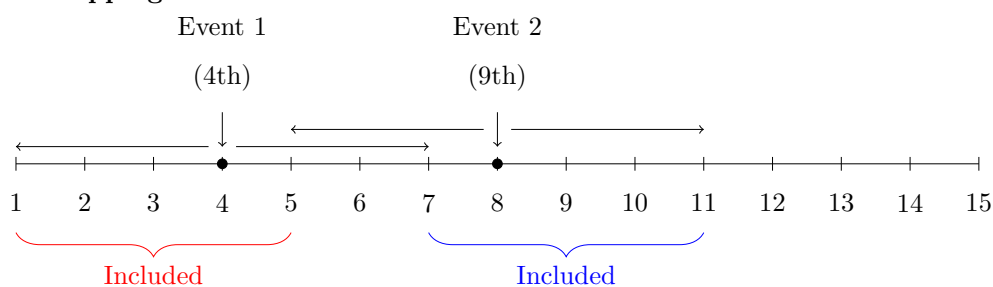 Event 1 Event 2
(4th) (9th)
1 2 3 4 5 6 7 8 9 10 11 12 13 14 15
Included Included